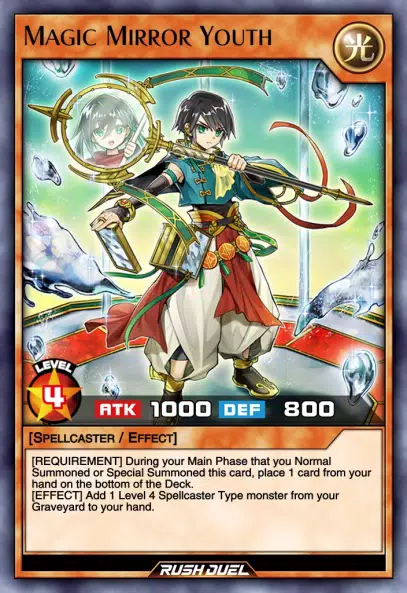 MAGIC MIRROR YOUTH
光
LEVEL
4
ATK 1000 DEF 800
[SPELLCASTER / EFFECT]
[REQUIREMENT] During your Main Phase that you Normal
Summoned or Special Summoned this card, place 1 card from your
hand on the bottom of the Deck.
[EFFECT] Add 1 Level 4 Spellcaster Type monster from your
Graveyard to your hand.
RUSH DUEL